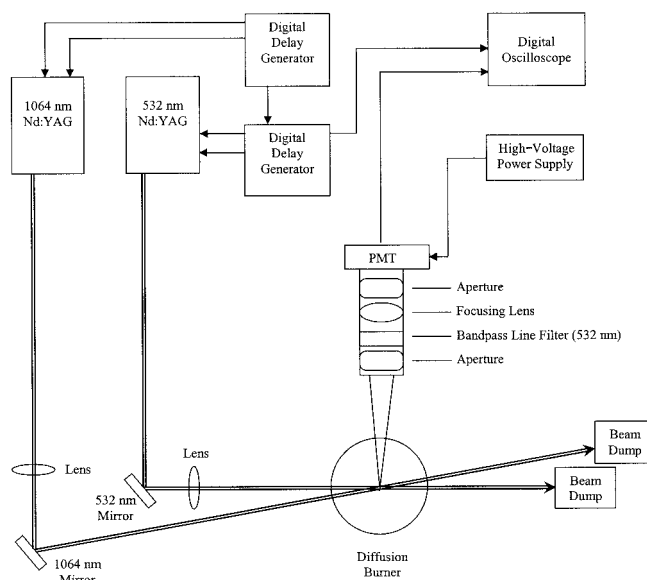 Digital
Delay
Generator
Digital
Oscilloscope
1064 nm
Nd:YAG
532 nm
Nd:YAG
Digital
Delay
Generator
High-Voltage
Power Supply
PMT
Aperture
Focusing Lens
Bandpass Line Filter (532 nm)
Aperture
Lens
Lens
532 nm
Mirror
1064 nm
Mirror
Beam
Dump
Beam
Dump
Diffusion
Burner